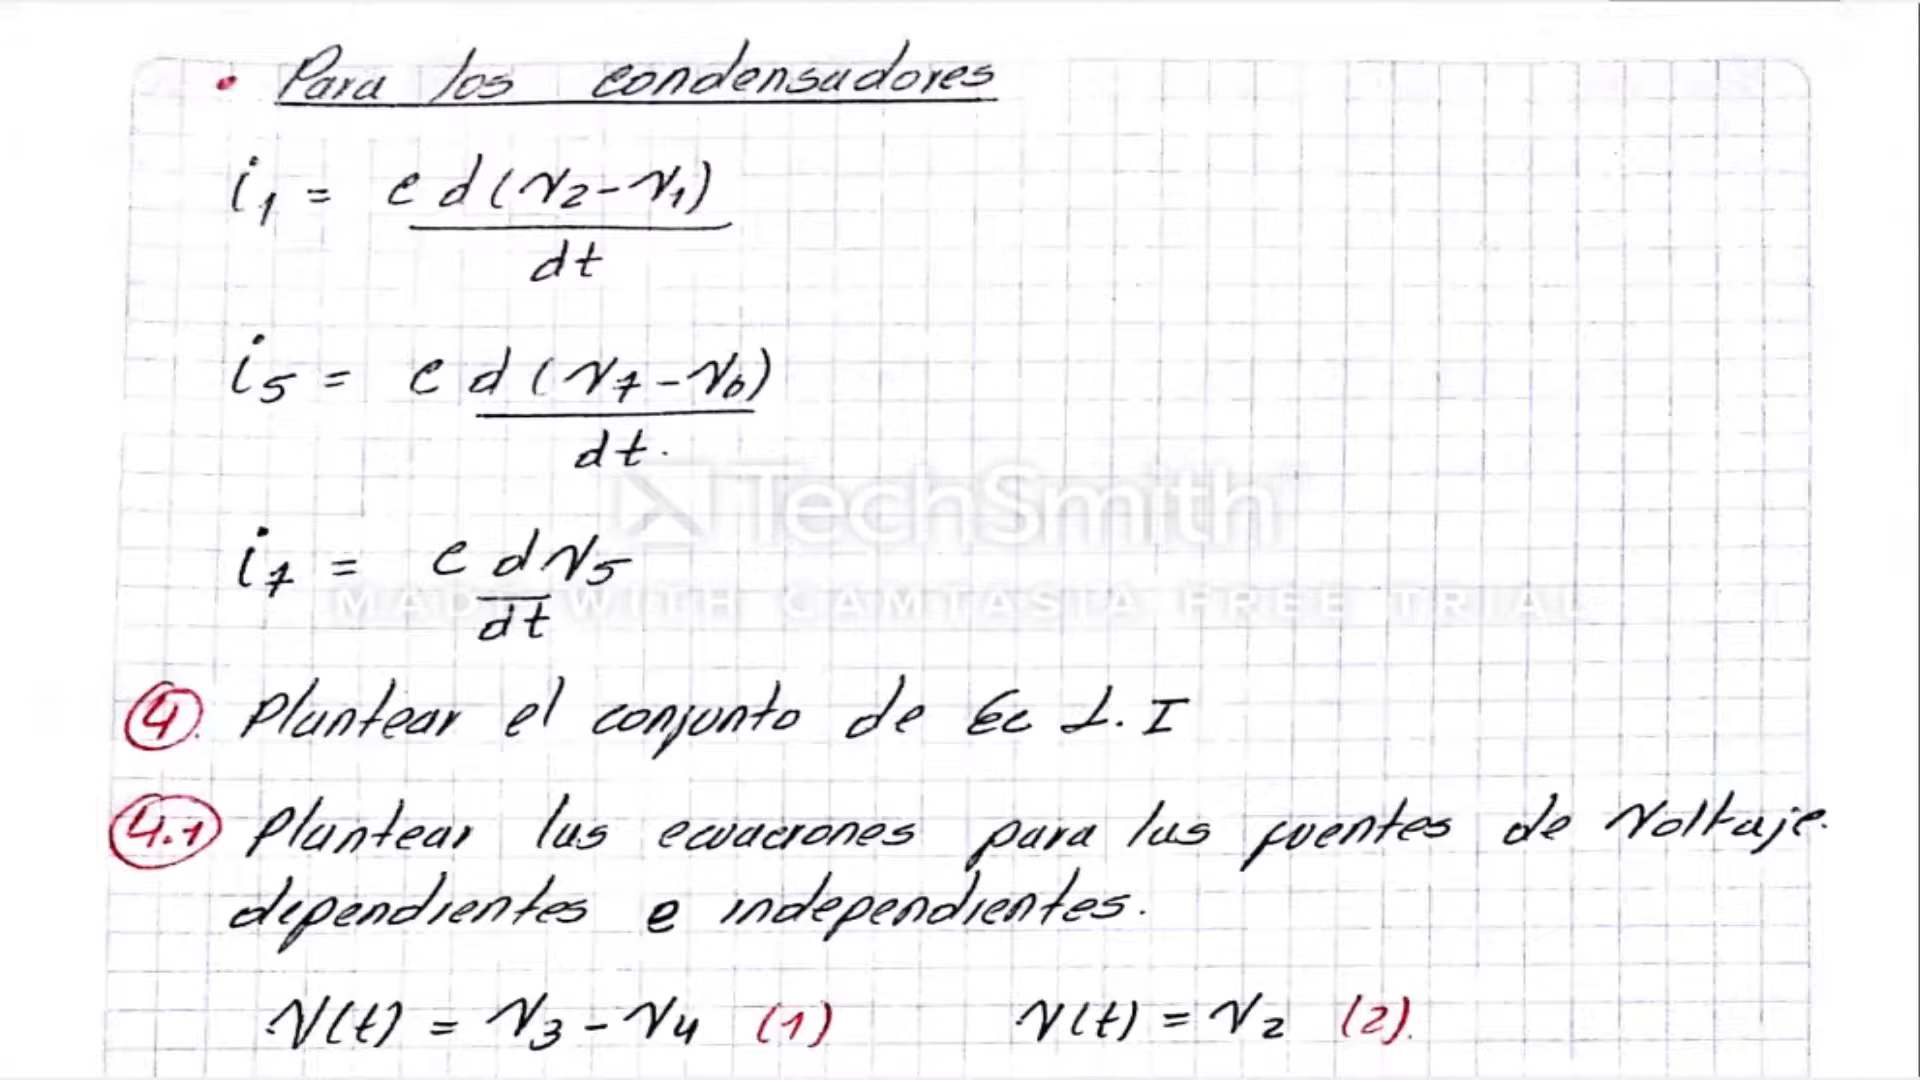 • Para los condensadores
i1 = c d(V2-V1)
dt
i5 = c d(V7-V6)
dt.
i7 = c dV5
dt
TechSmith
MADE WITH CAMTASIA FREE TRIAL
4. Plantear el conjunto de Ec L.I
4.1 Plantear las ecuaciones para las fuentes de Voltaje.
dependientes e independientes.
V(t) = V3 - V4 (1) V(t) = V2 (2).